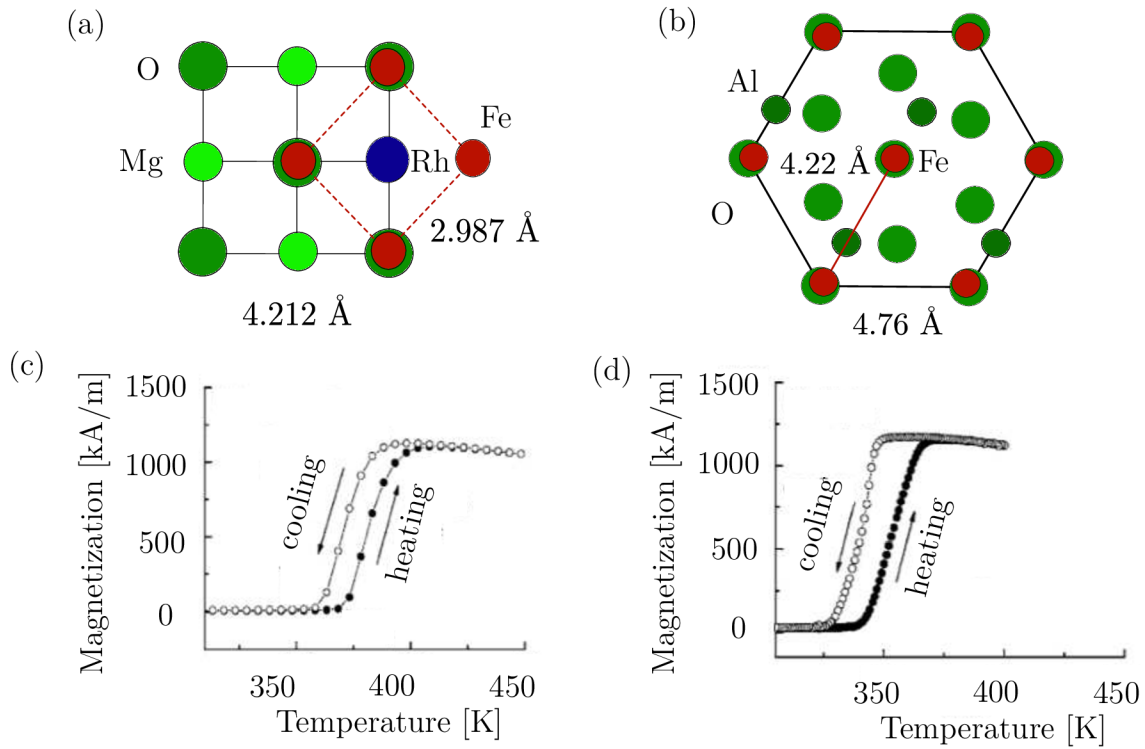 (a)
O
Mg
Fe
Rh
2.987 Å
4.212 Å
(b)
Al
4.22 Å
Fe
O
4.76 Å
(c)
Magnetization [kA/m]
1500
1000
500
0
cooling
heating
350
400
450
Temperature [K]
(d)
Magnetization [kA/m]
1500
1000
500
0
cooling
heating
350
400
450
Temperature [K]